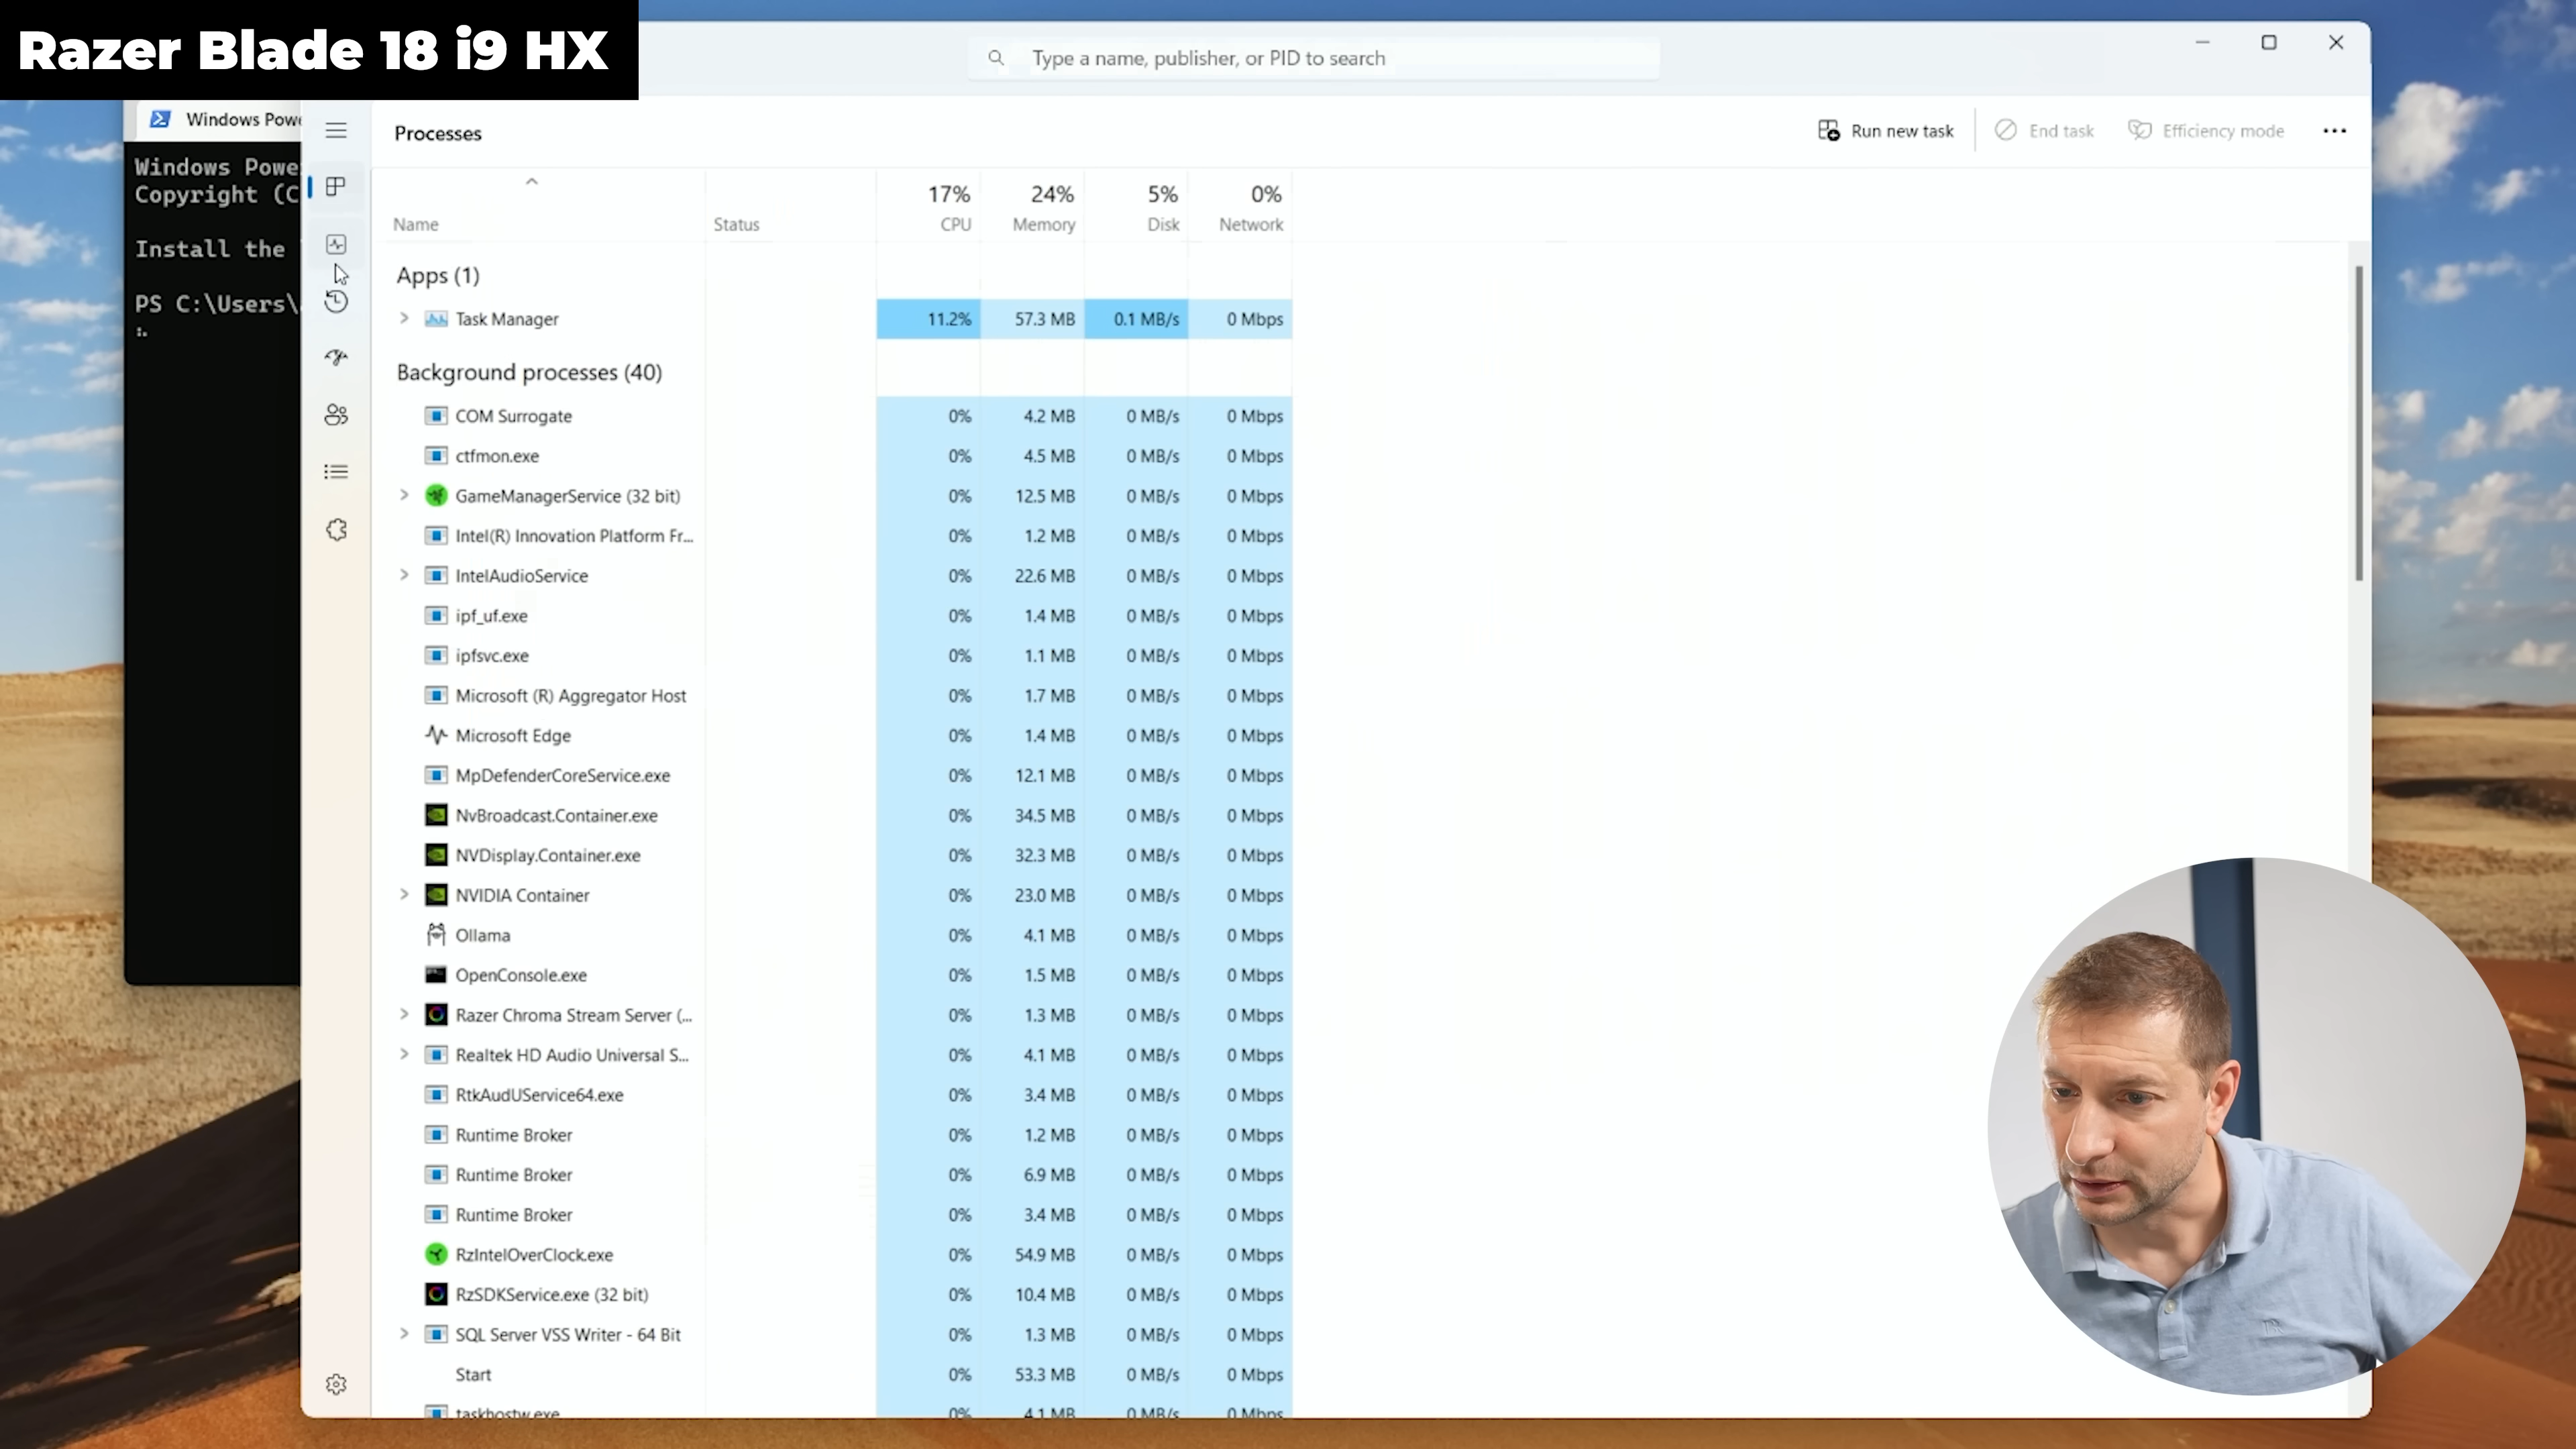 Razer Blade 18 i9 HX
Type a name, publisher, or PID to search
Windows Powe
Windows Powe
Copyright (C
Install the
PS C:\Users\
Processes
Run new task
End task
Efficiency mode
Name Status 17% CPU 24% Memory 5% Disk 0% Network
Apps (1)
Task Manager 11.2% 57.3 MB 0.1 MB/s 0 Mbps
Background processes (40)
COM Surrogate 0% 4.2 MB 0 MB/s 0 Mbps
ctfmon.exe 0% 4.5 MB 0 MB/s 0 Mbps
GameManagerService (32 bit) 0% 12.5 MB 0 MB/s 0 Mbps
Intel(R) Innovation Platform Fr... 0% 1.2 MB 0 MB/s 0 Mbps
IntelAudioService 0% 22.6 MB 0 MB/s 0 Mbps
ipf_uf.exe 0% 1.4 MB 0 MB/s 0 Mbps
ipfsvc.exe 0% 1.1 MB 0 MB/s 0 Mbps
Microsoft (R) Aggregator Host 0% 1.7 MB 0 MB/s 0 Mbps
Microsoft Edge 0% 1.4 MB 0 MB/s 0 Mbps
MpDefenderCoreService.exe 0% 12.1 MB 0 MB/s 0 Mbps
NvBroadcast.Container.exe 0% 34.5 MB 0 MB/s 0 Mbps
NVDisplay.Container.exe 0% 32.3 MB 0 MB/s 0 Mbps
NVIDIA Container 0% 23.0 MB 0 MB/s 0 Mbps
Ollama 0% 4.1 MB 0 MB/s 0 Mbps
OpenConsole.exe 0% 1.5 MB 0 MB/s 0 Mbps
Razer Chroma Stream Server (... 0% 1.3 MB 0 MB/s 0 Mbps
Realtek HD Audio Universal S... 0% 4.1 MB 0 MB/s 0 Mbps
RtkAudUService64.exe 0% 3.4 MB 0 MB/s 0 Mbps
Runtime Broker 0% 1.2 MB 0 MB/s 0 Mbps
Runtime Broker 0% 6.9 MB 0 MB/s 0 Mbps
Runtime Broker 0% 3.4 MB 0 MB/s 0 Mbps
RzIntelOverClock.exe 0% 54.9 MB 0 MB/s 0 Mbps
RzSDKService.exe (32 bit) 0% 10.4 MB 0 MB/s 0 Mbps
SQL Server VSS Writer - 64 Bit 0% 1.3 MB 0 MB/s 0 Mbps
Start 0% 53.3 MB 0 MB/s 0 Mbps
taskhostw.exe 0% 4.1 MB 0 MB/s 0 Mbps